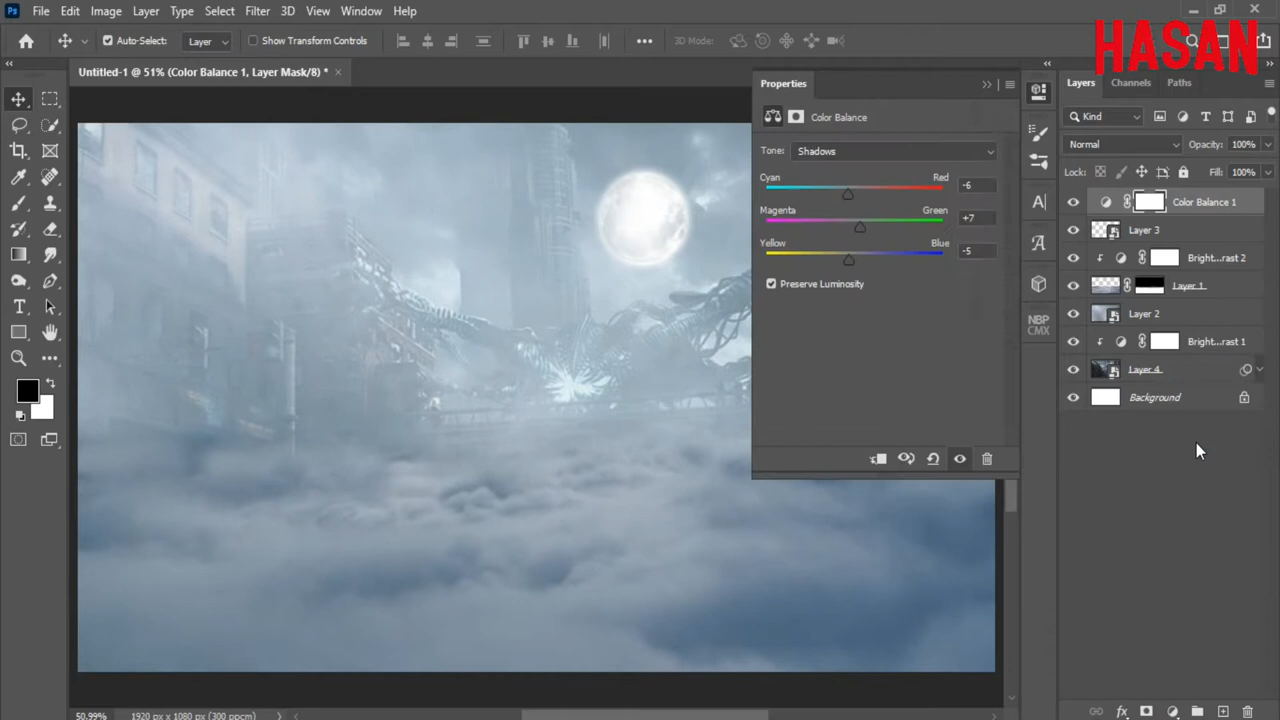 Ps File Edit Image Layer Type Select Filter 3D View Window Help
HASAN
Auto-Select: Layer Show Transform Controls 3D Mode:
Untitled-1 @ 51% (Color Balance 1, Layer Mask/8) * ×
Properties
Color Balance
Tone: Shadows
Cyan Red -6
Magenta Green +7
Yellow Blue -5
Preserve Luminosity
A
A
NBP
CMX
Layers Channels Paths
Kind
Normal Opacity: 100%
Lock: Fill: 100%
Color Balance 1
Layer 3
Bright...rast 2
Layer 1
Layer 2
Bright...rast 1
Layer 4
Background
fx
50.99% 1920 px x 1080 px (300 ppcm)